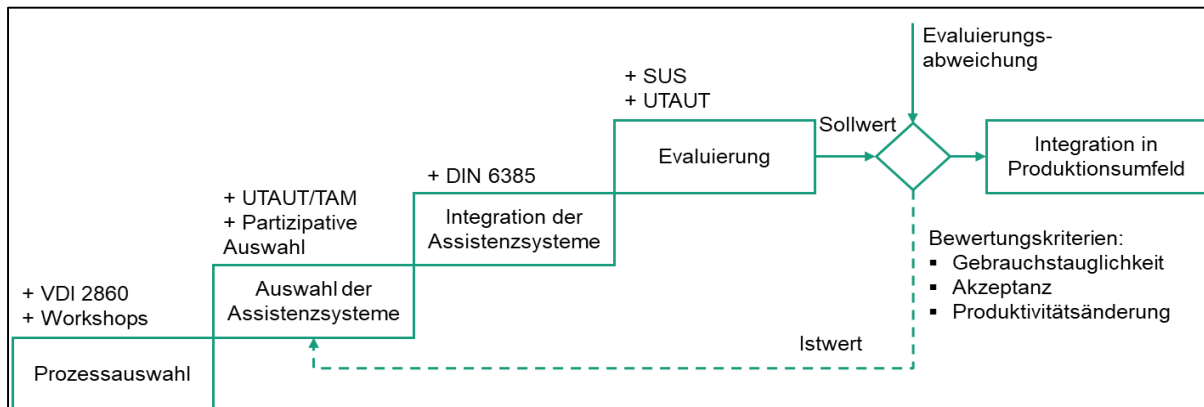 + VDI 2860
+ Workshops
Prozessauswahl
+ UTAUT/TAM
+ Partizipative
Auswahl
Auswahl der
Assistenzsysteme
+ DIN 6385
Integration der
Assistenzsysteme
+ SUS
+ UTAUT
Evaluierung
Sollwert
Evaluierungs-
abweichung
Integration in
Produktionsumfeld
Bewertungskriterien:
▪ Gebrauchstauglichkeit
▪ Akzeptanz
▪ Produktivitätsänderung
Istwert